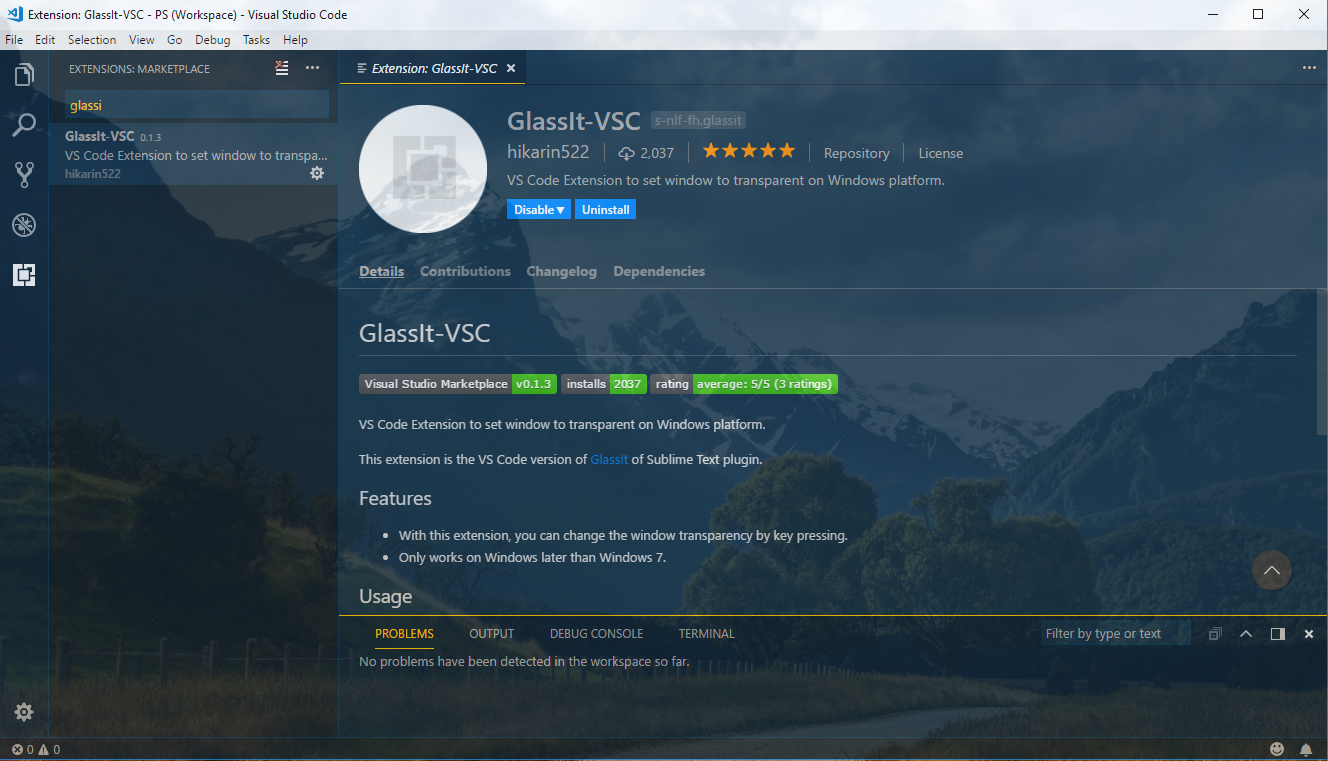 Extension: GlassIt-VSC - PS (Workspace) - Visual Studio Code
File Edit Selection View Go Debug Tasks Help
EXTENSIONS: MARKETPLACE
glassi
GlassIt-VSC 0.1.3
VS Code Extension to set window to transpa...
hikarin522
Extension: GlassIt-VSC
GlassIt-VSC s-nlf-fh.glassit
hikarin522 2,037 Repository License
VS Code Extension to set window to transparent on Windows platform.
Disable Uninstall
Details Contributions Changelog Dependencies
GlassIt-VSC
Visual Studio Marketplace v0.1.3 installs 2037 rating average: 5/5 (3 ratings)
VS Code Extension to set window to transparent on Windows platform.
This extension is the VS Code version of GlassIt of Sublime Text plugin.
Features
• With this extension, you can change the window transparency by key pressing.
• Only works on Windows later than Windows 7.
Usage
PROBLEMS OUTPUT DEBUG CONSOLE TERMINAL Filter by type or text
No problems have been detected in the workspace so far.
0 0